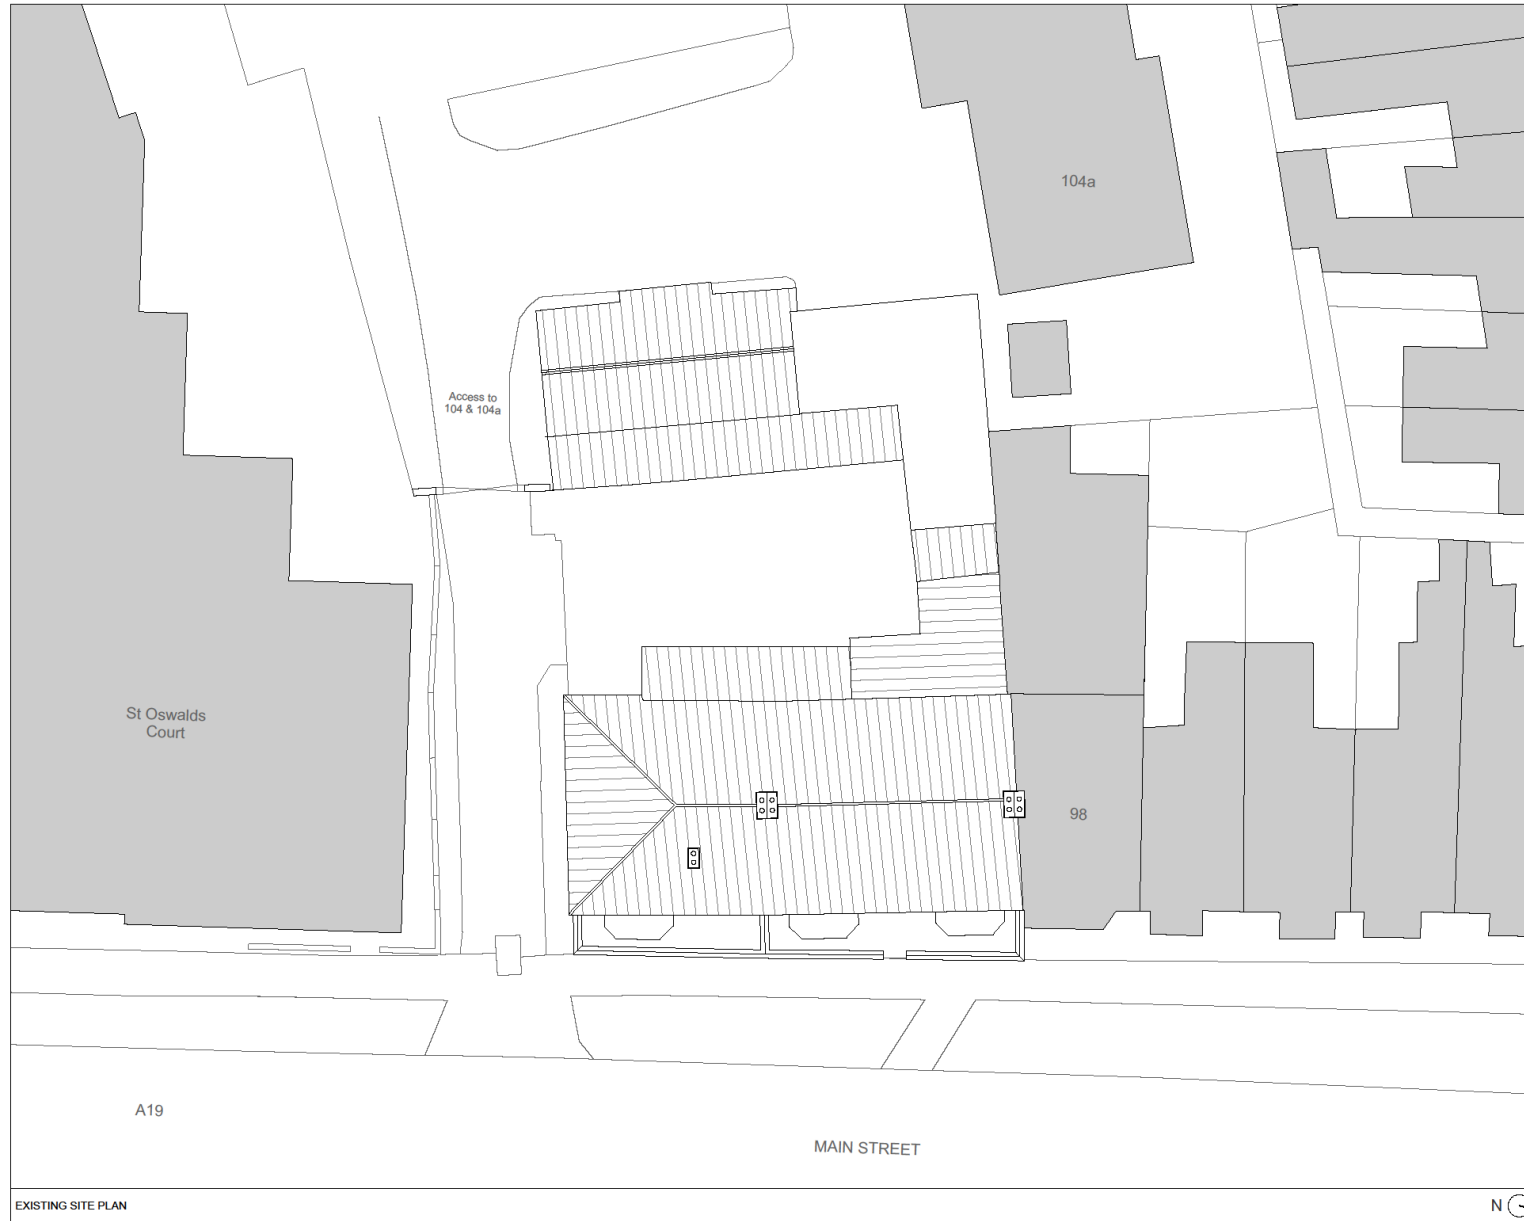 104a
Access to
104 & 104a
St Oswalds
Court
98
A19
MAIN STREET
EXISTING SITE PLAN
N